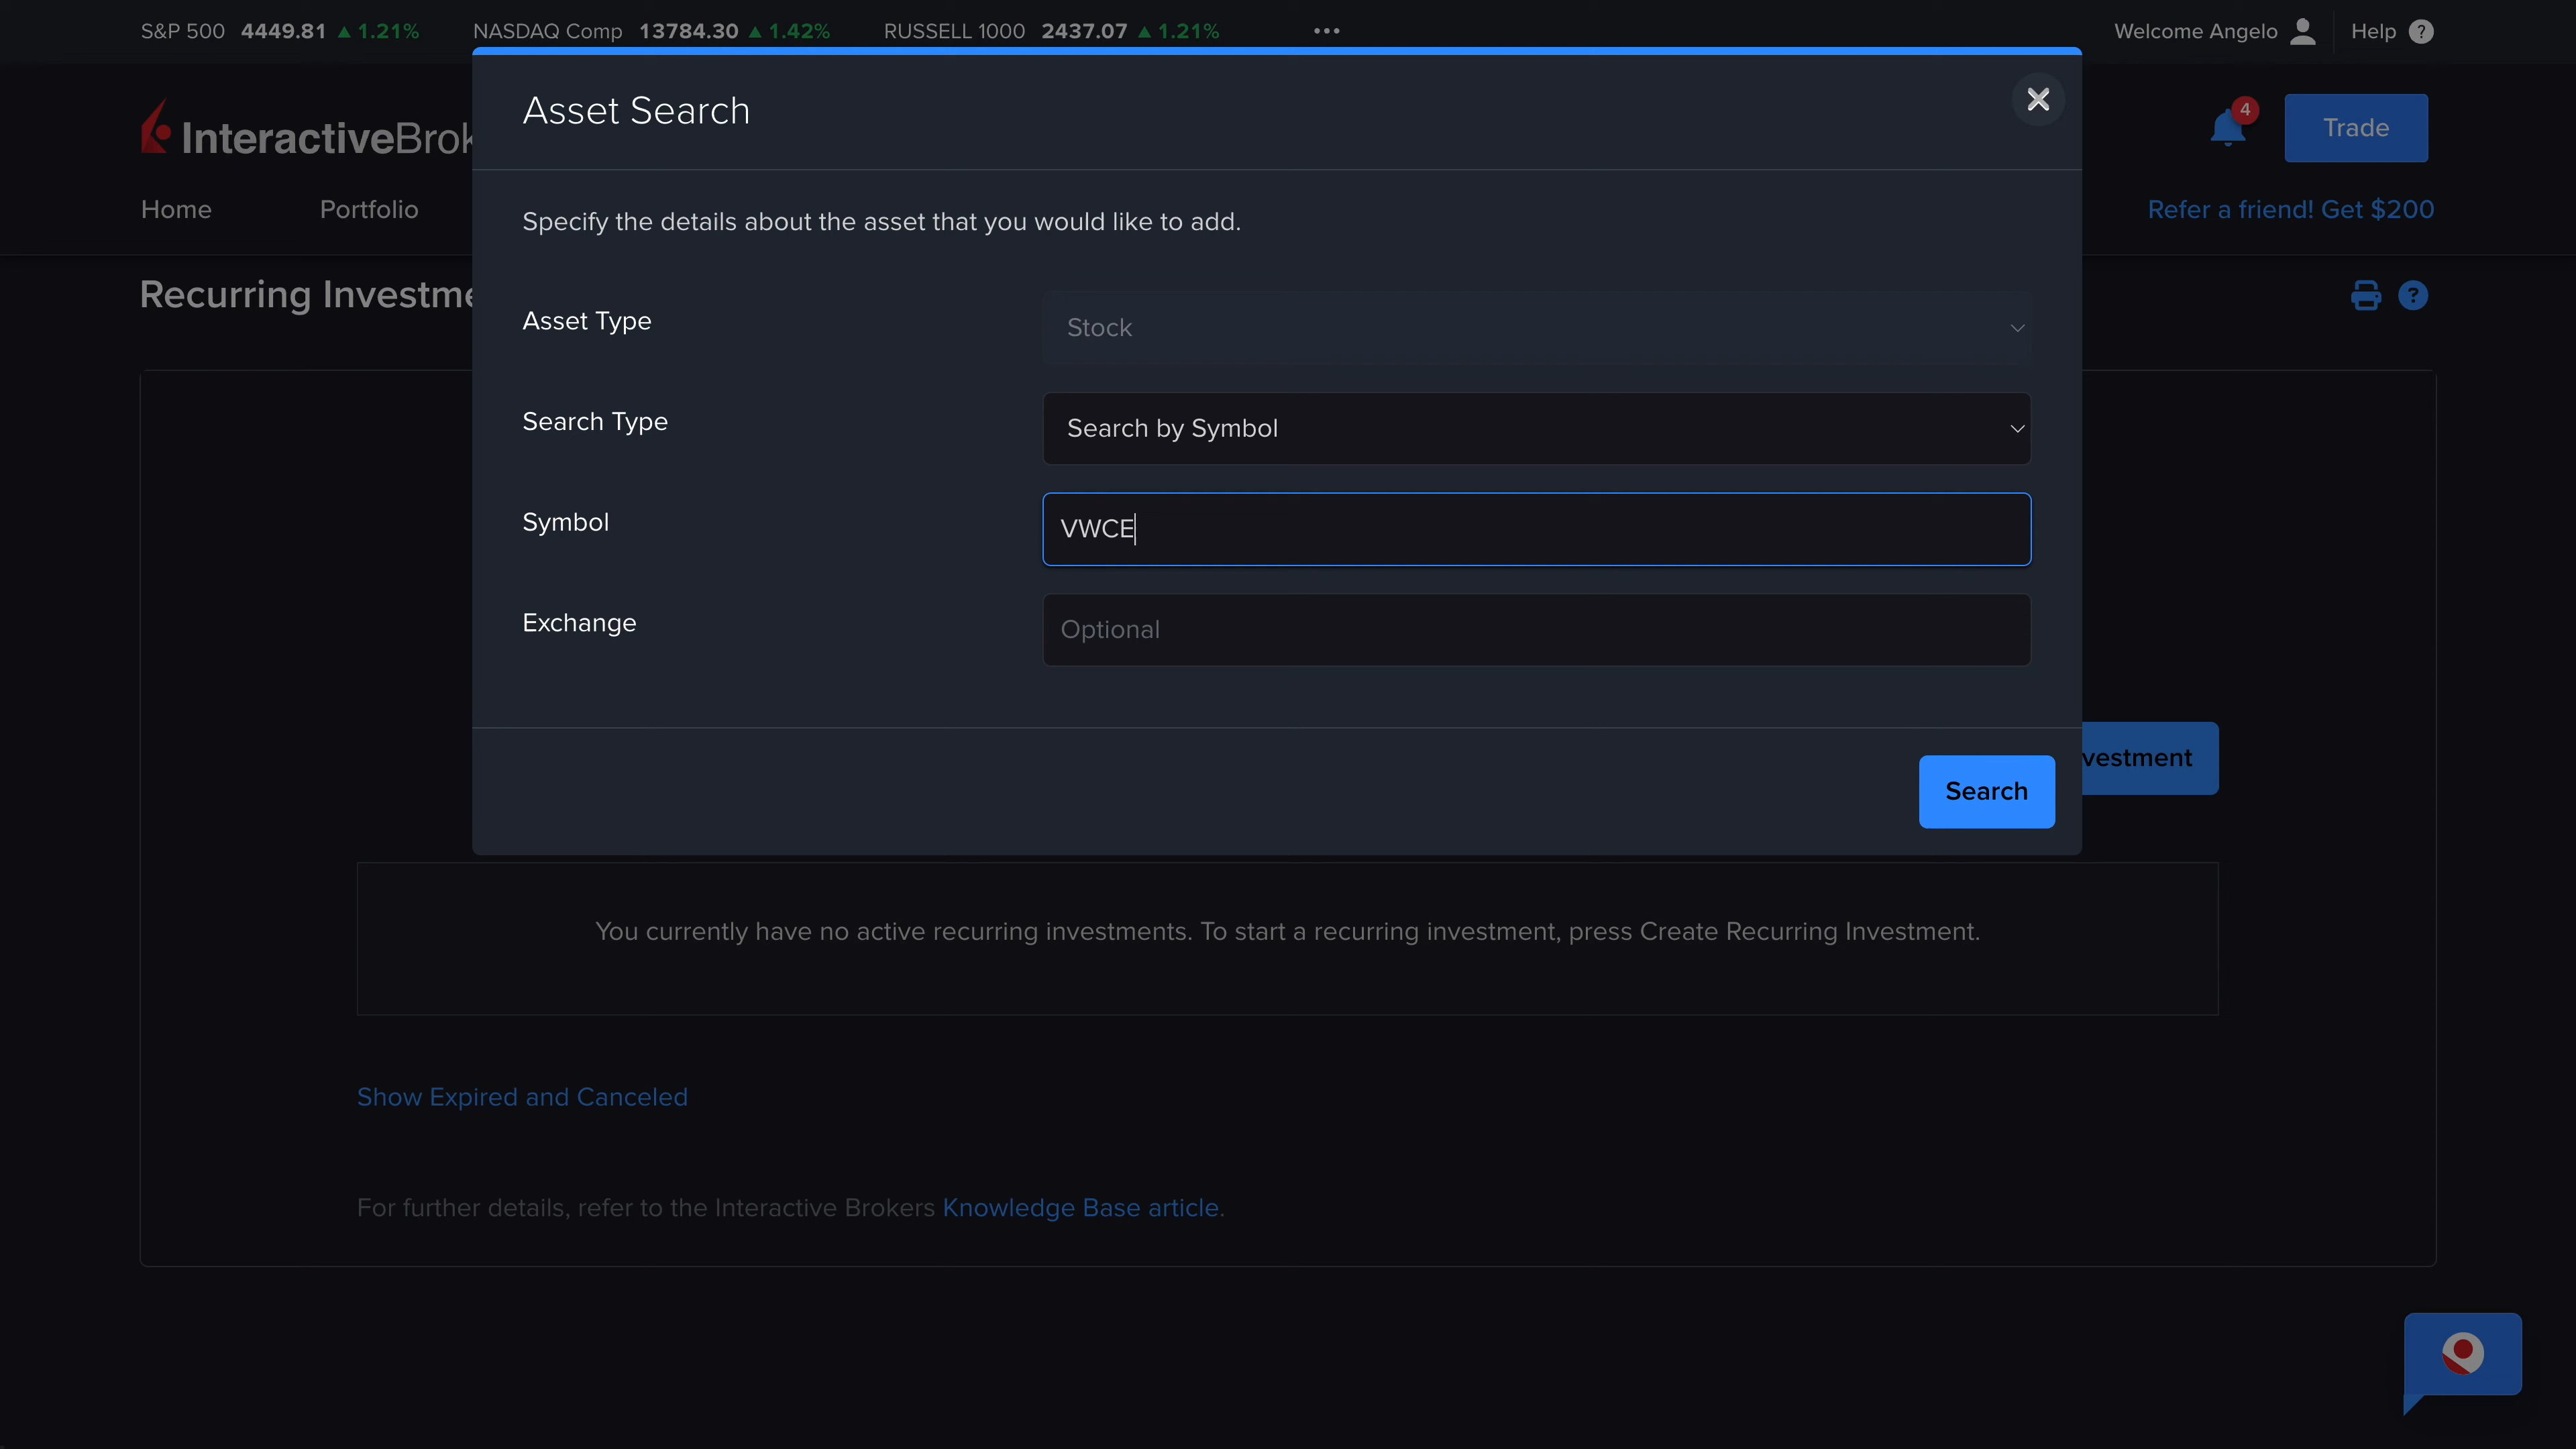 S&P 500 4449.81 ▲ 1.21% NASDAQ Comp 13784.30 ▲ 1.42% RUSSELL 1000 2437.07 ▲ 1.21% ••• Welcome Angelo Help ?
Asset Search
InteractiveBrok
4
Trade
Home Portfolio
Refer a friend! Get $200
Specify the details about the asset that you would like to add.
Recurring Investme
?
Asset Type Stock
Search Type Search by Symbol
Symbol VWCE
Exchange Optional
vestment
Search
You currently have no active recurring investments. To start a recurring investment, press Create Recurring Investment.
Show Expired and Canceled
For further details, refer to the Interactive Brokers Knowledge Base article.